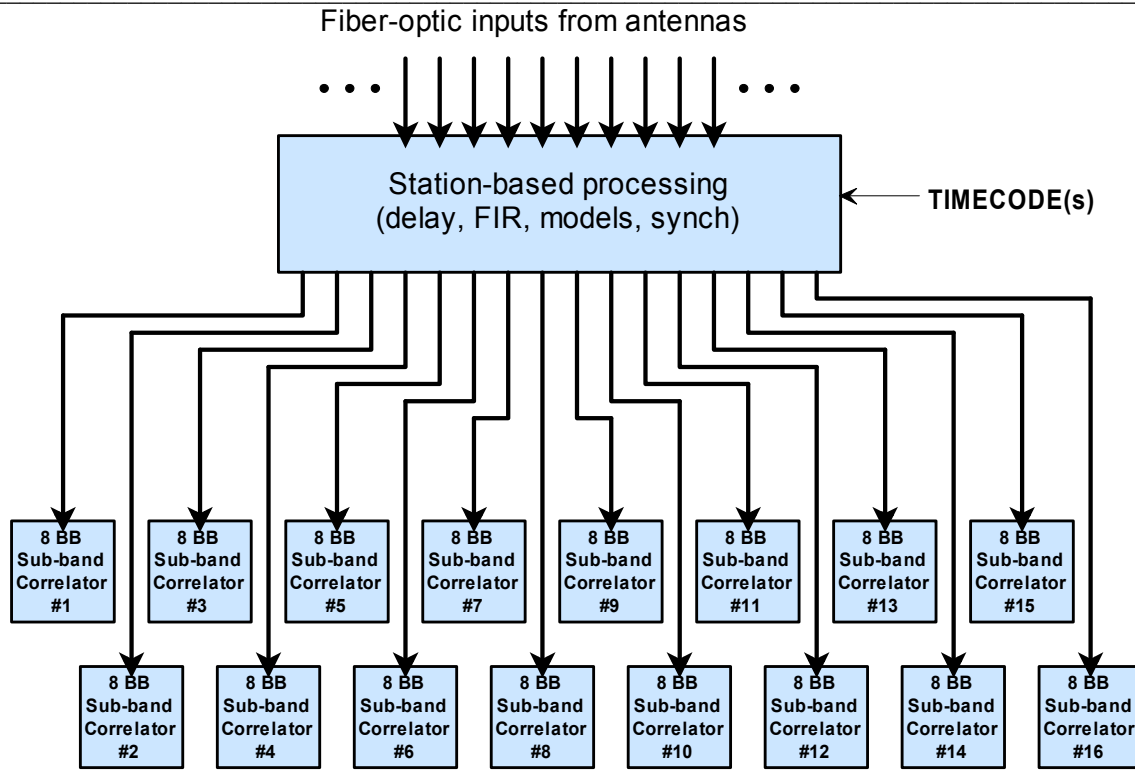 Fiber-optic inputs from antennas
• • •
• • •
Station-based processing
(delay, FIR, models, synch)
TIMECODE(s)
8 BB
Sub-band
Correlator
#1
8 BB
Sub-band
Correlator
#3
8 BB
Sub-band
Correlator
#5
8 BB
Sub-band
Correlator
#7
8 BB
Sub-band
Correlator
#9
8 BB
Sub-band
Correlator
#11
8 BB
Sub-band
Correlator
#13
8 BB
Sub-band
Correlator
#15
8 BB
Sub-band
Correlator
#2
8 BB
Sub-band
Correlator
#4
8 BB
Sub-band
Correlator
#6
8 BB
Sub-band
Correlator
#8
8 BB
Sub-band
Correlator
#10
8 BB
Sub-band
Correlator
#12
8 BB
Sub-band
Correlator
#14
8 BB
Sub-band
Correlator
#16